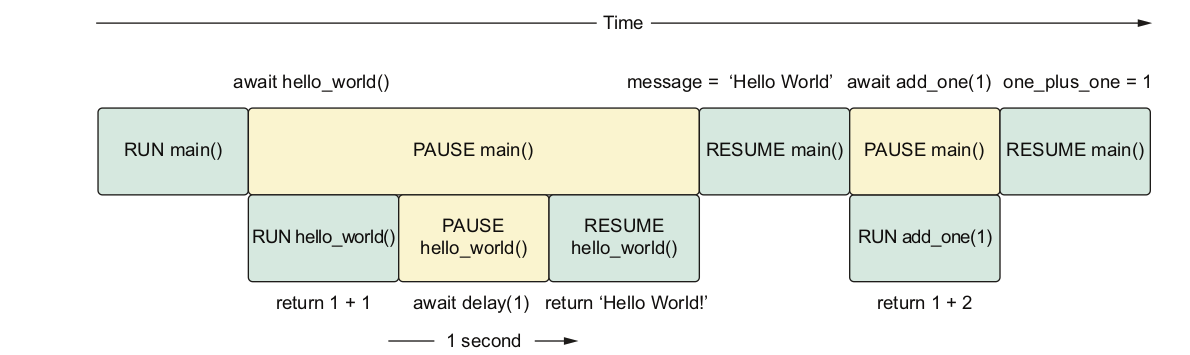 Time
await hello_world()
message = ‘Hello World’
await add_one(1)
one_plus_one = 1
RUN main()
PAUSE main()
RESUME main()
PAUSE main()
RESUME main()
RUN hello_world()
PAUSE
hello_world()
RESUME
hello_world()
RUN add_one(1)
return 1 + 1
await delay(1)
return ‘Hello World!’
return 1 + 2
1 second